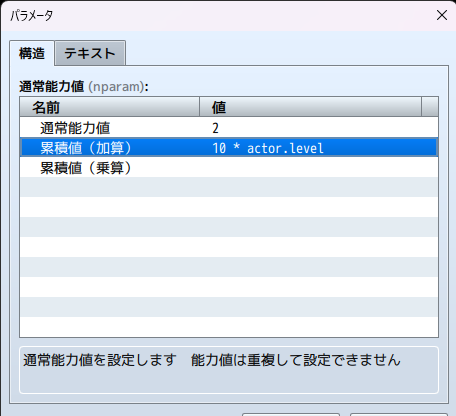 パラメータ
構造 テキスト
通常能力値 (nparam):
名前 値
通常能力値 2
累積値（加算） 10 * actor.level
累積値（乗算）
通常能力値を設定します　能力値は重複して設定できません